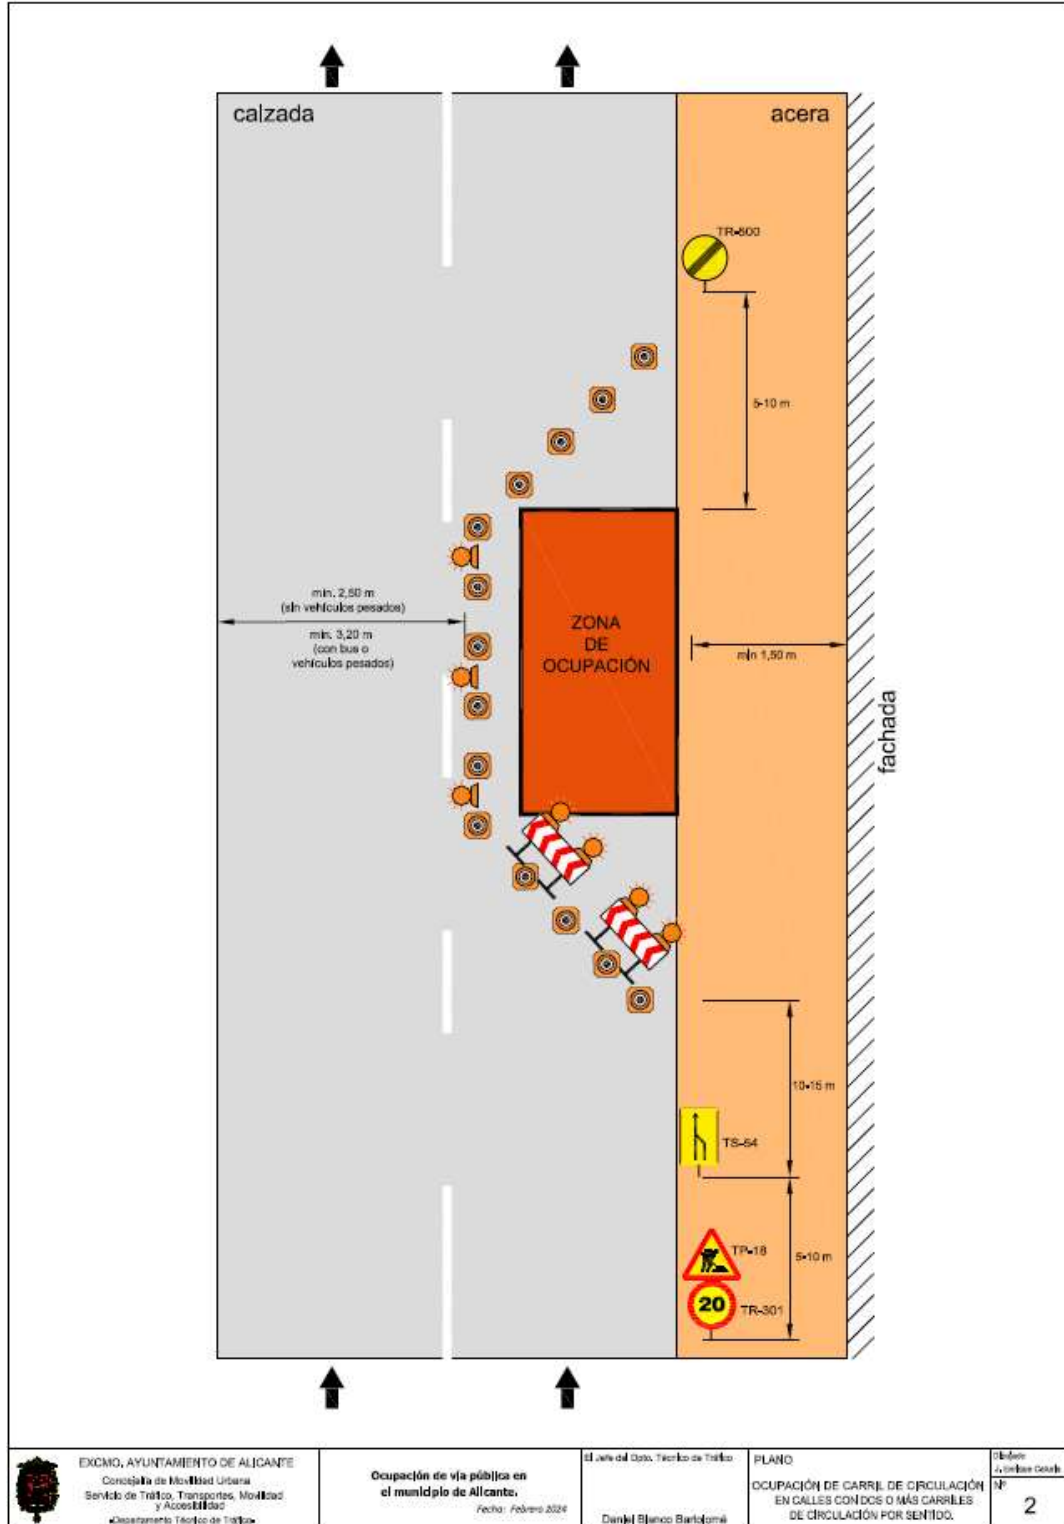 calzada
acera
TR-500
5-10 m
min. 2,50 m
(sin vehículos pesados)
min. 3,20 m
(con bus o
vehículos pesados)
ZONA
DE
OCUPACIÓN
min 1,50 m
fachada
10-15 m
TS-54
TP-18
20
TR-301
5-10 m
EXCMO. AYUNTAMIENTO DE ALICANTE
Concejalía de Movilidad Urbana
Servicio de Tráfico, Transportes, Movilidad
y Accesibilidad
-Departamento Técnico de Tráfico-
Ocupación de vía pública en
el municipio de Alicante.
Fecha: Febrero 2024
El Jefe del Dpto. Técnico de Tráfico
Daniel Blanco Bartolomé
PLANO
OCUPACIÓN DE CARRIL DE CIRCULACIÓN
EN CALLES CON DOS O MÁS CARRILES
DE CIRCULACIÓN POR SENTIDO.
Dibujado
Nº
2